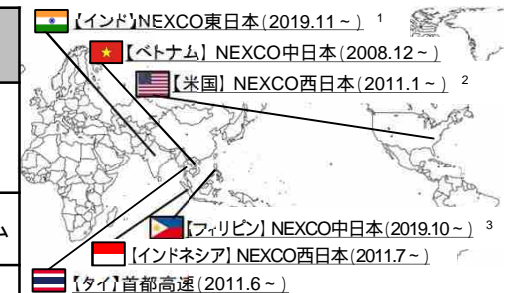 【インド】NEXCO東日本(2019.11～) 1
【ベトナム】 NEXCO中日本(2008.12～)
【米国】 NEXCO西日本(2011.1～) 2
ム
【フィリピン】 NEXCO中日本(2019.10～) 3
【インドネシア】 NEXCO西日本(2011.7～)
【タイ】首都高速(2011.6～)